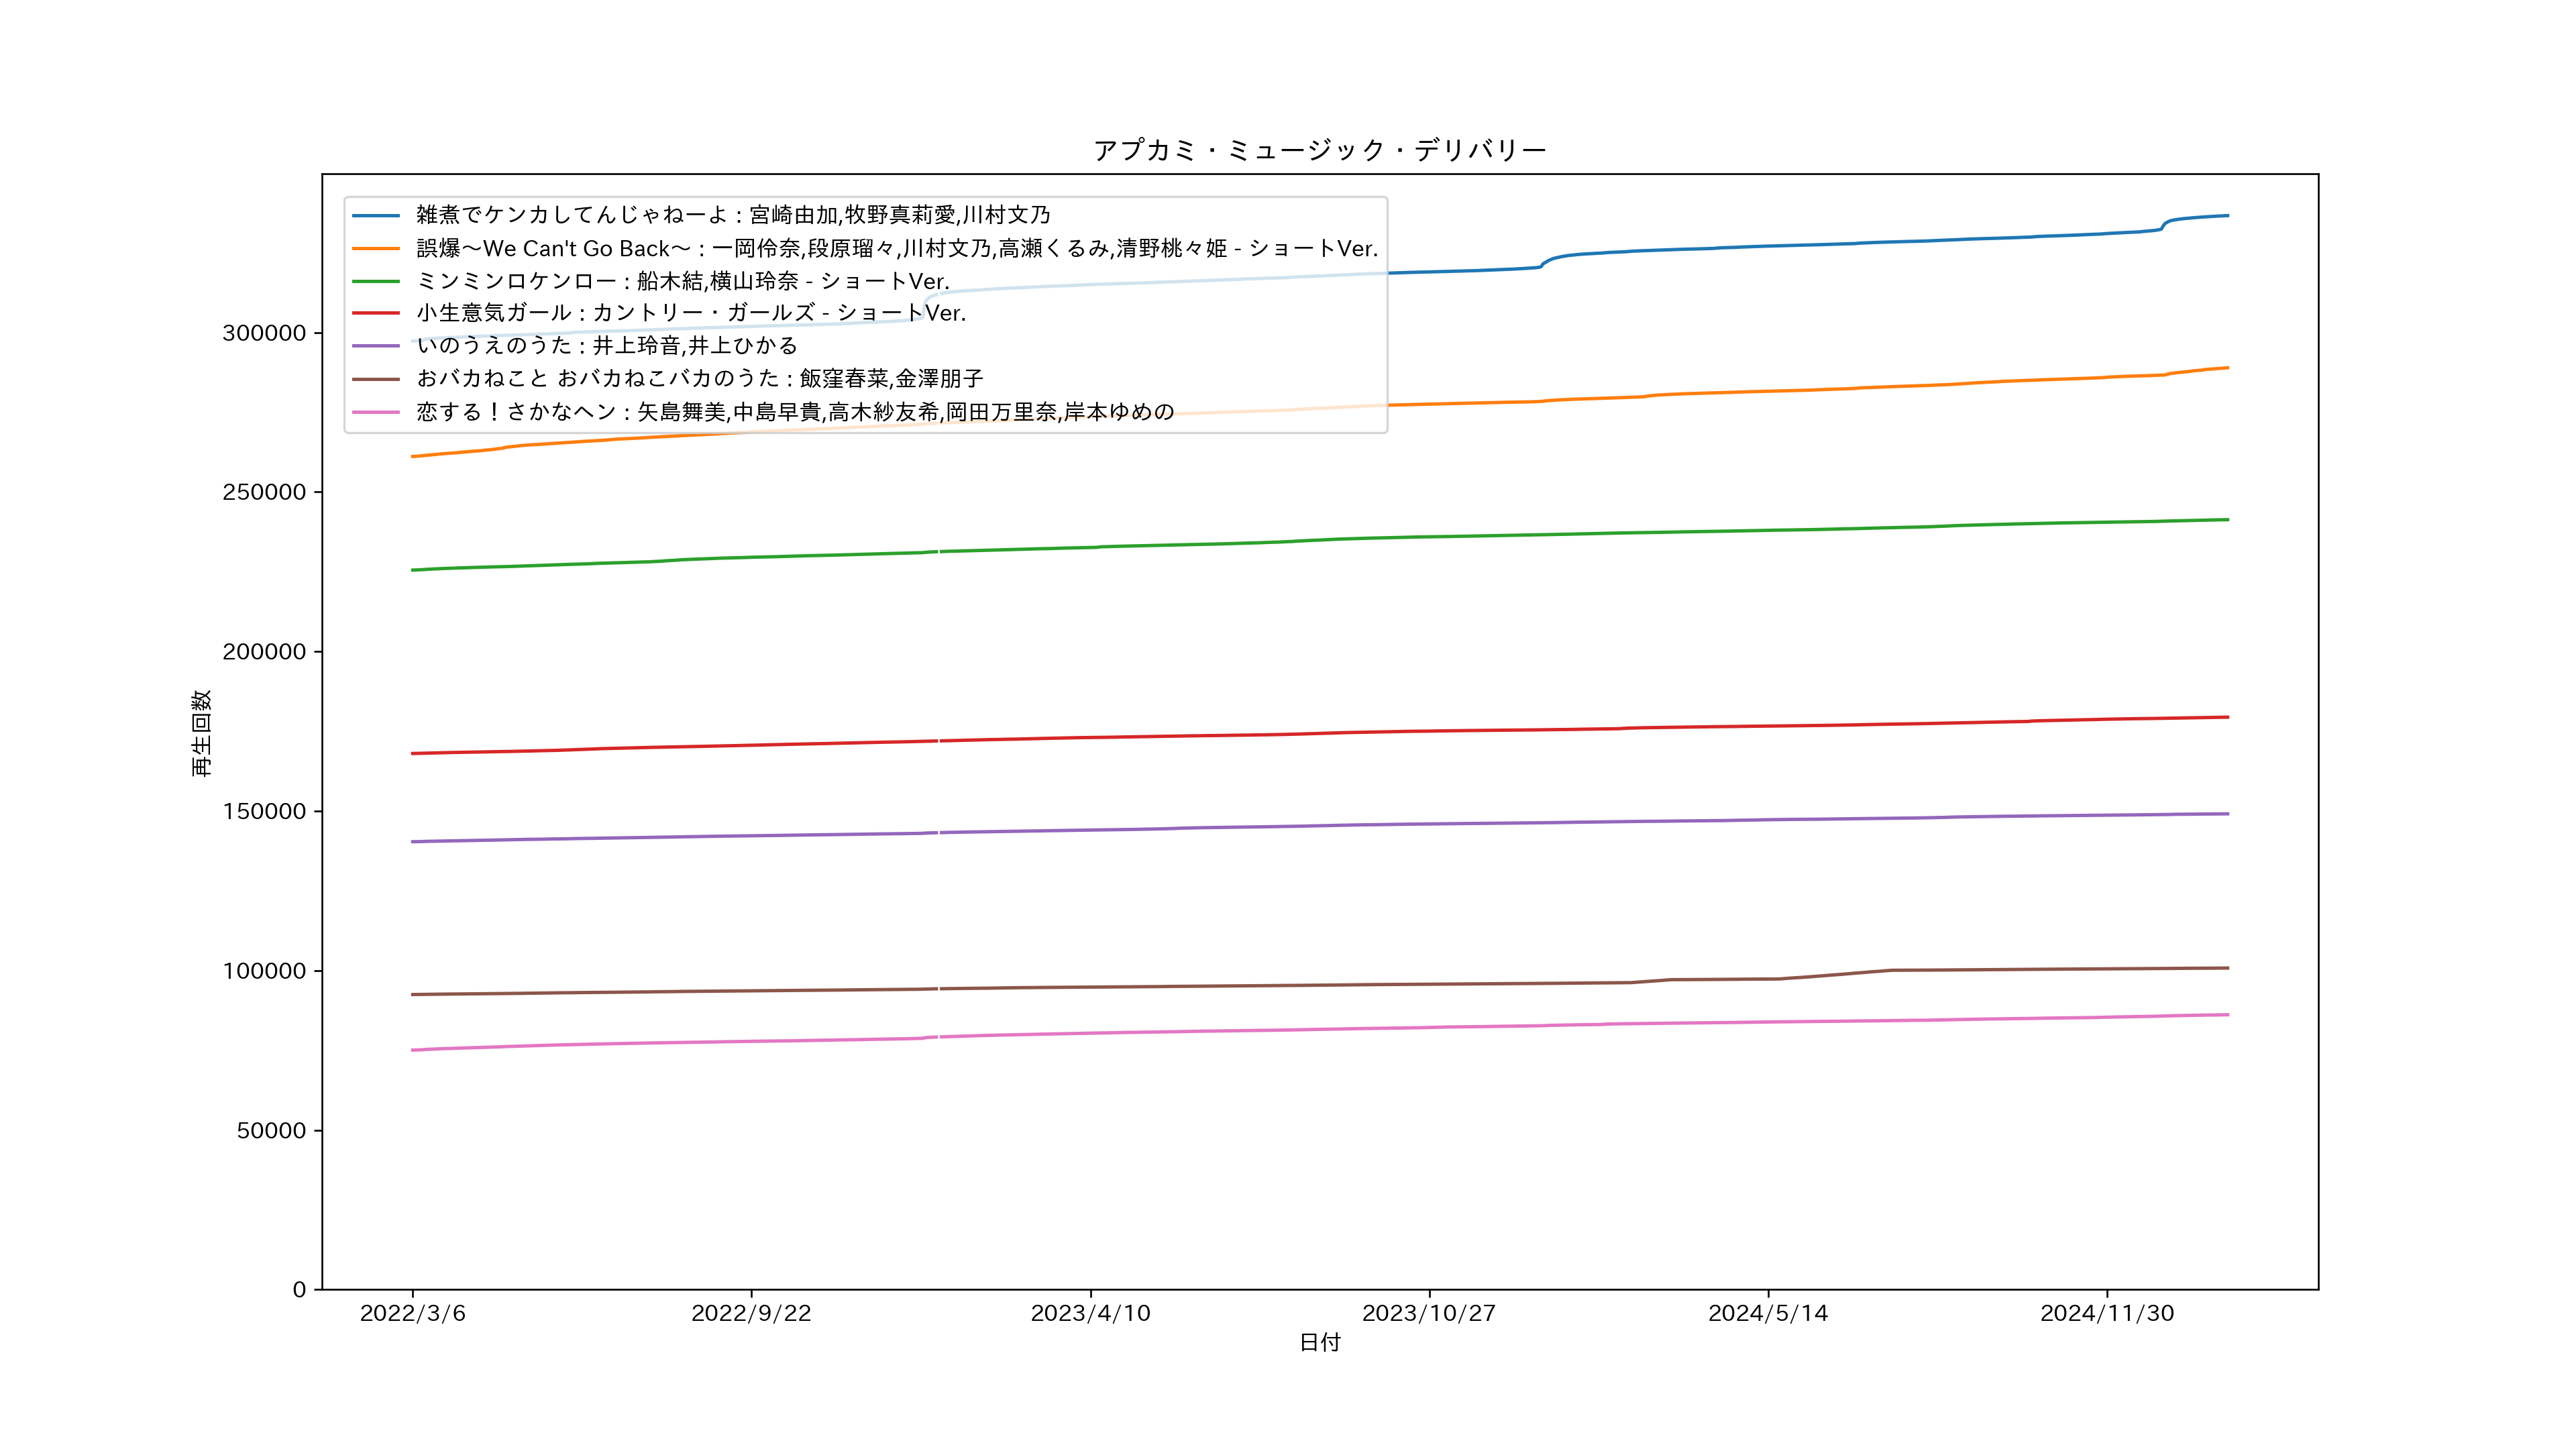 アプカミ・ミュージック・デリバリー
雑煮でケンカしてんじゃねーよ : 宮崎由加,牧野真莉愛,川村文乃
誤爆～We Can't Go Back～ : 一岡伶奈,段原瑠々,川村文乃,高瀬くるみ,清野桃々姫 - ショートVer.
ミンミンロケンロー : 船木結,横山玲奈 - ショートVer.
小生意気ガール : カントリー・ガールズ - ショートVer.
いのうえのうた : 井上玲音,井上ひかる
おバカねこと おバカねこバカのうた : 飯窪春菜,金澤朋子
恋する！さかなヘン : 矢島舞美,中島早貴,高木紗友希,岡田万里奈,岸本ゆめの
300000
250000
200000
150000
100000
50000
0
再生回数
2022/3/6 2022/9/22 2023/4/10 2023/10/27 2024/5/14 2024/11/30
日付